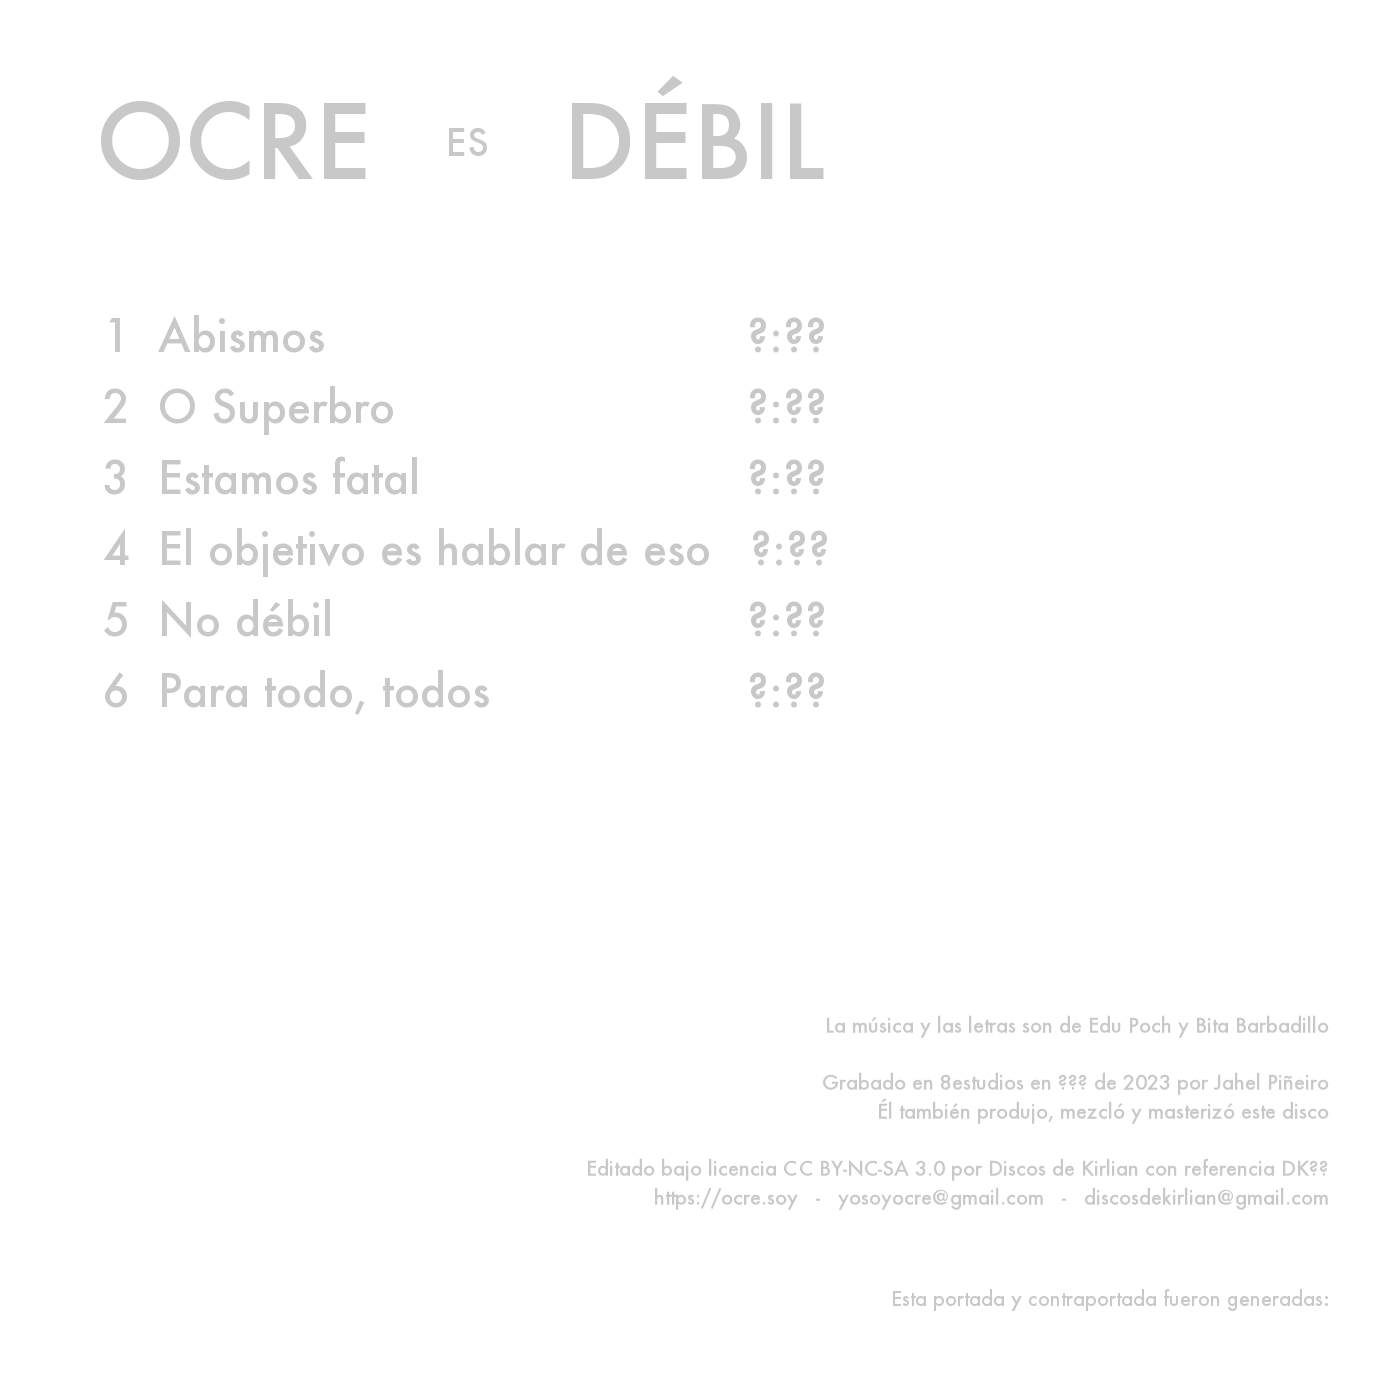 OCRE ES DÉBIL
1 Abismos ?:??
2 O Superbro ?:??
3 Estamos fatal ?:??
4 El objetivo es hablar de eso ?:??
5 No débil ?:??
6 Para todo, todos ?:??
La música y las letras son de Edu Poch y Bita Barbadillo
Grabado en 8estudios en ??? de 2023 por Jahel Piñeiro
Él también produjo, mezcló y masterizó este disco
Editado bajo licencia CC BY-NC-SA 3.0 por Discos de Kirlian con referencia DK??
https://ocre.soy - yosoyocre@gmail.com - discosdekirlian@gmail.com
Esta portada y contraportada fueron generadas: